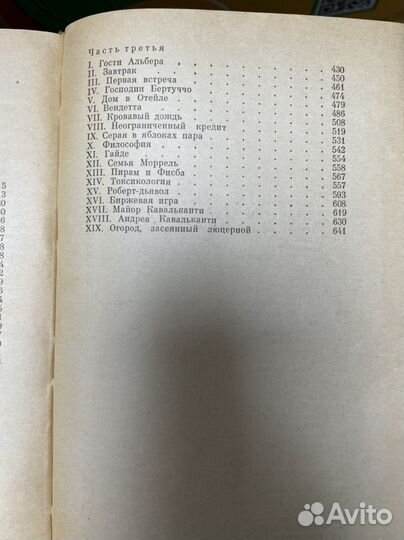 Часть третья
I. Гости Альбера 430
II. Завтрак 450
III. Первая встреча 461
IV. Господин Бертуччо 474
V. Дом в Отейле 479
VI. Вендетта 486
VII. Кровавый дождь 508
VIII. Неограниченный кредит 519
IX. Серая в яблоках пара 531
X. Философия 542
XI. Гайде 554
XII. Семья Моррель 558
XIII. Пирам и Фисба 567
XIV. Токсикология 557
XV. Роберт-дьявол 593
XVI. Биржевая игра 608
XVII. Майор Кавальканти 619
XVIII. Андреа Кавальканти 630
XIX. Огород, засеянный люцерной 641
Avito